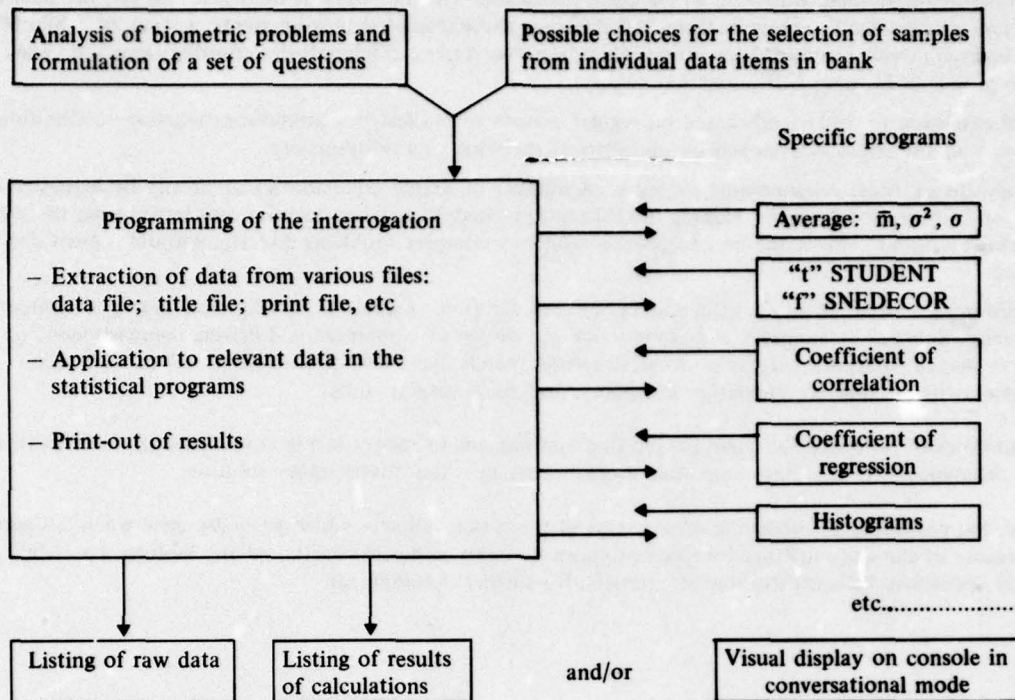 Analysis of biometric problems and
formulation of a set of questions
Possible choices for the selection of samples
from individual data items in bank
Specific programs
Programming of the interrogation
– Extraction of data from various files:
data file; title file; print file, etc
– Application to relevant data in the
statistical programs
– Print-out of results
Average: m̄, σ² , σ
“t” STUDENT
“f” SNEDECOR
Coefficient of
correlation
Coefficient of
regression
Histograms
etc....................
Listing of raw data
Listing of results
of calculations
and/or
Visual display on console in
conversational mode